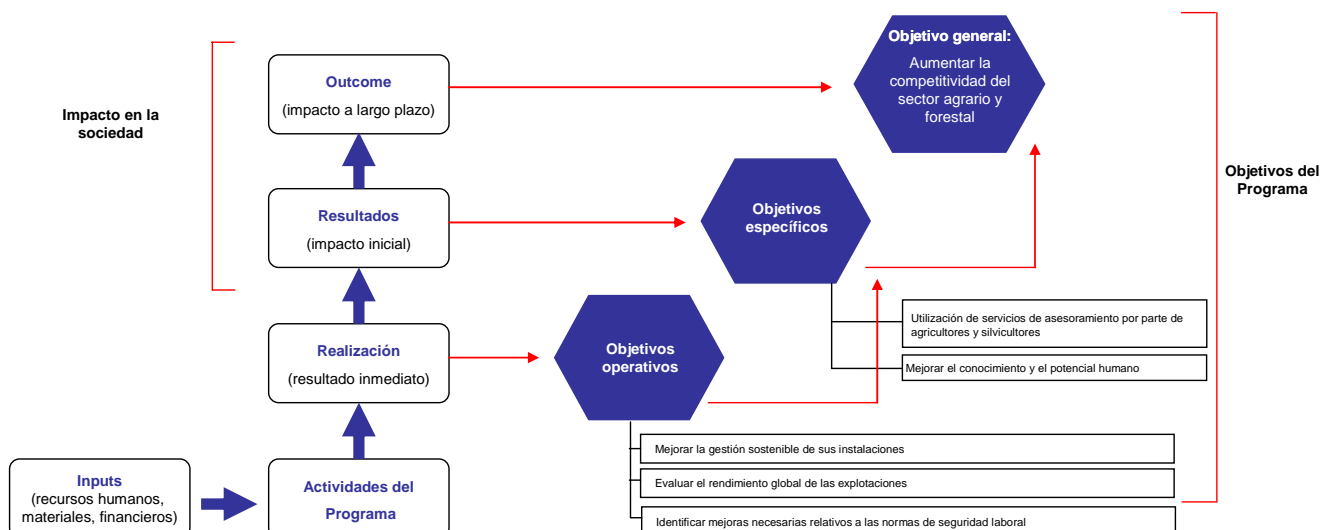 Objetivo general:
Aumentar la
competitividad del
sector agrario y
forestal
Outcome
(impacto a largo plazo)
Impacto en la
sociedad
Objetivos del
Programa
Resultados
(impacto inicial)
Objetivos
específicos
Utilización de servicios de asesoramiento por parte de
agricultores y silvicultores
Mejorar el conocimiento y el potencial humano
Realización
(resultado inmediato)
Objetivos
operativos
Mejorar la gestión sostenible de sus instalaciones
Evaluar el rendimiento global de las explotaciones
Identificar mejoras necesarias relativos a las normas de seguridad laboral
Inputs
(recursos humanos,
materiales, financieros)
Actividades del
Programa